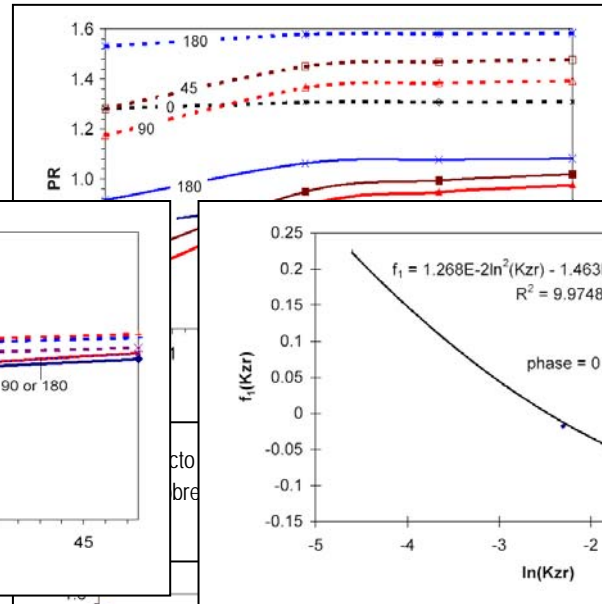 1.6
180
1.4
45
0
90
1.2
PR
1.0
180
90 or 180
45
cto
bre
0.25
f₁ = 1.268E-2ln²(Kzr) - 1.463
0.2
R² = 9.9748
0.15
0.1
phase = 0
0.05
f₁(Kzr)
0
-0.05
-0.1
-0.15
-5
-4
-3
-2
ln(Kzr)